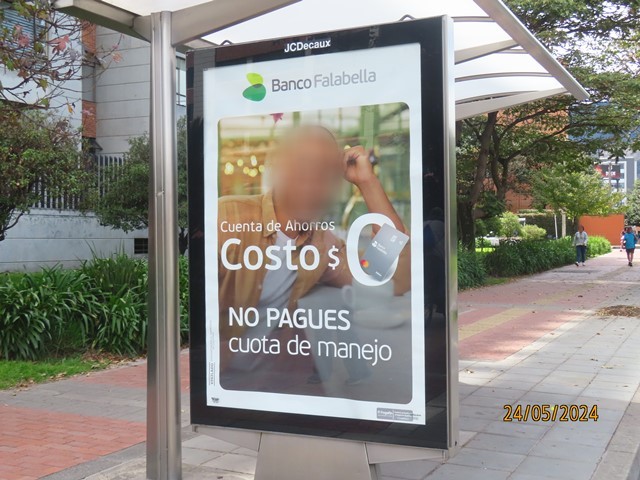 JCDecaux
Banco Falabella
Cuenta de Ahorros
Costo $0
NO PAGUES
cuota de manejo
24/05/2024